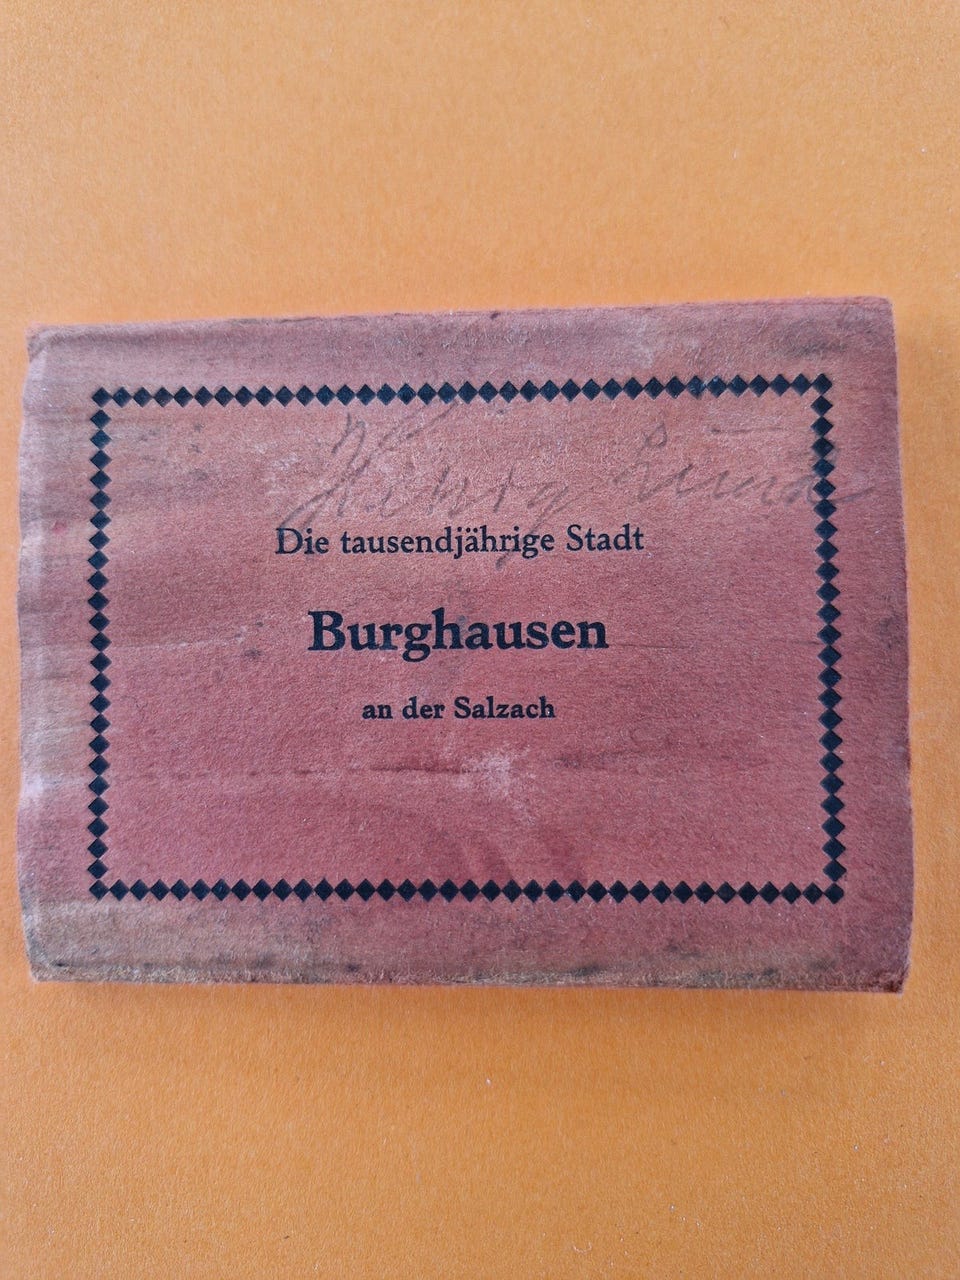 Die tausendjährige Stadt
Burghausen
an der Salzach